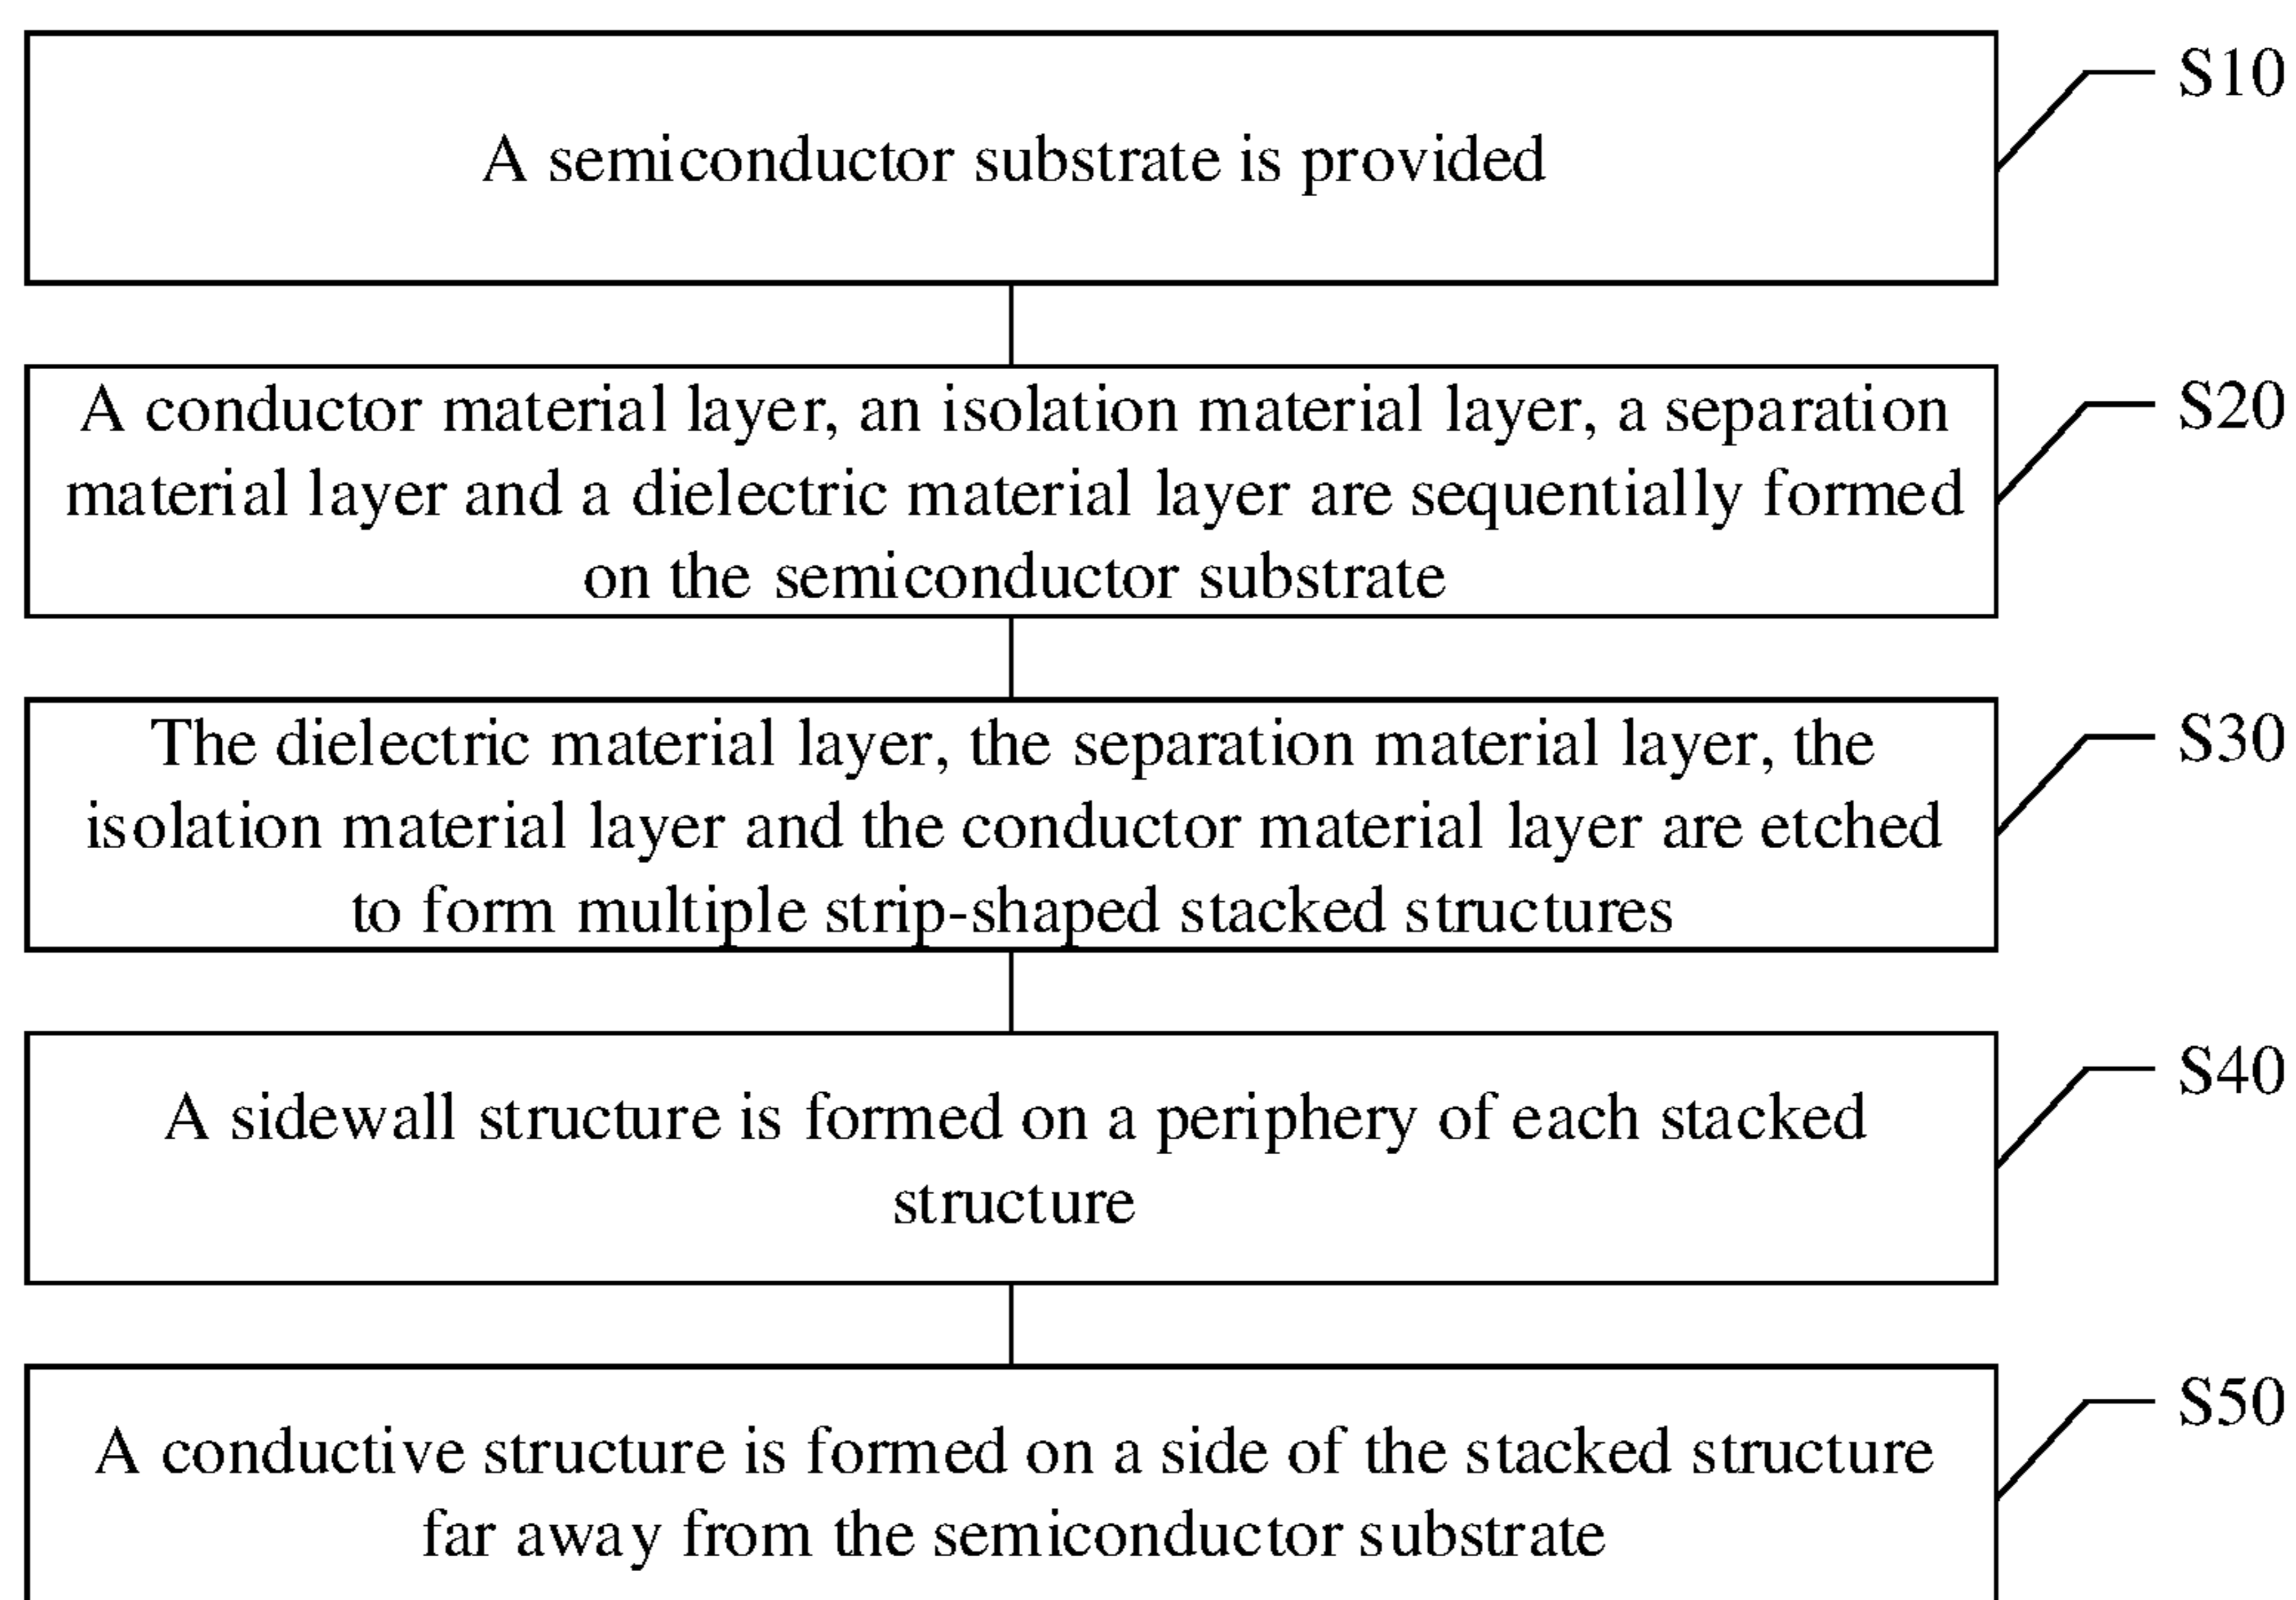 S10
A semiconductor substrate is provided
S20
A conductor material layer, an isolation material layer, a separation
material layer and a dielectric material layer are sequentially formed
on the semiconductor substrate
S30
The dielectric material layer, the separation material layer, the
isolation material layer and the conductor material layer are etched
to form multiple strip-shaped stacked structures
S40
A sidewall structure is formed on a periphery of each stacked
structure
S50
A conductive structure is formed on a side of the stacked structure
far away from the semiconductor substrate